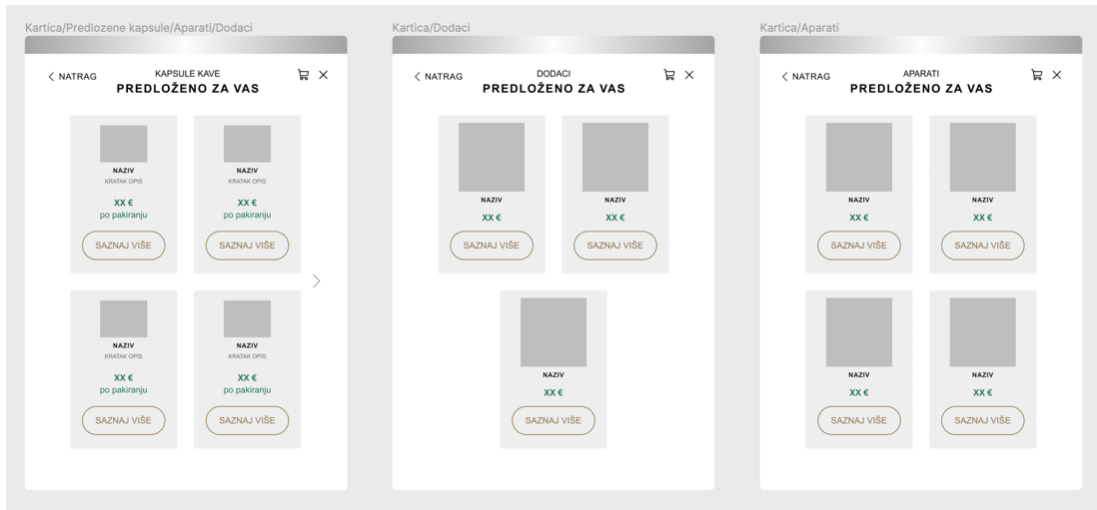 Kartica/Predlozene kapsule/Aparati/Dodaci
NATRAG
KAPSULE KAVE
PREDLOŽENO ZA VAS
NAZIV
KRATAK OPIS
XX €
po pakiranju
SAZNAJ VIŠE
NAZIV
KRATAK OPIS
XX €
po pakiranju
SAZNAJ VIŠE
NAZIV
KRATAK OPIS
XX €
po pakiranju
SAZNAJ VIŠE
NAZIV
KRATAK OPIS
XX €
po pakiranju
SAZNAJ VIŠE
Kartica/Dodaci
NATRAG
DODACI
PREDLOŽENO ZA VAS
NAZIV
XX €
SAZNAJ VIŠE
NAZIV
XX €
SAZNAJ VIŠE
NAZIV
XX €
SAZNAJ VIŠE
Kartica/Aparati
NATRAG
APARATI
PREDLOŽENO ZA VAS
NAZIV
XX €
SAZNAJ VIŠE
NAZIV
XX €
SAZNAJ VIŠE
NAZIV
XX €
SAZNAJ VIŠE
NAZIV
XX €
SAZNAJ VIŠE